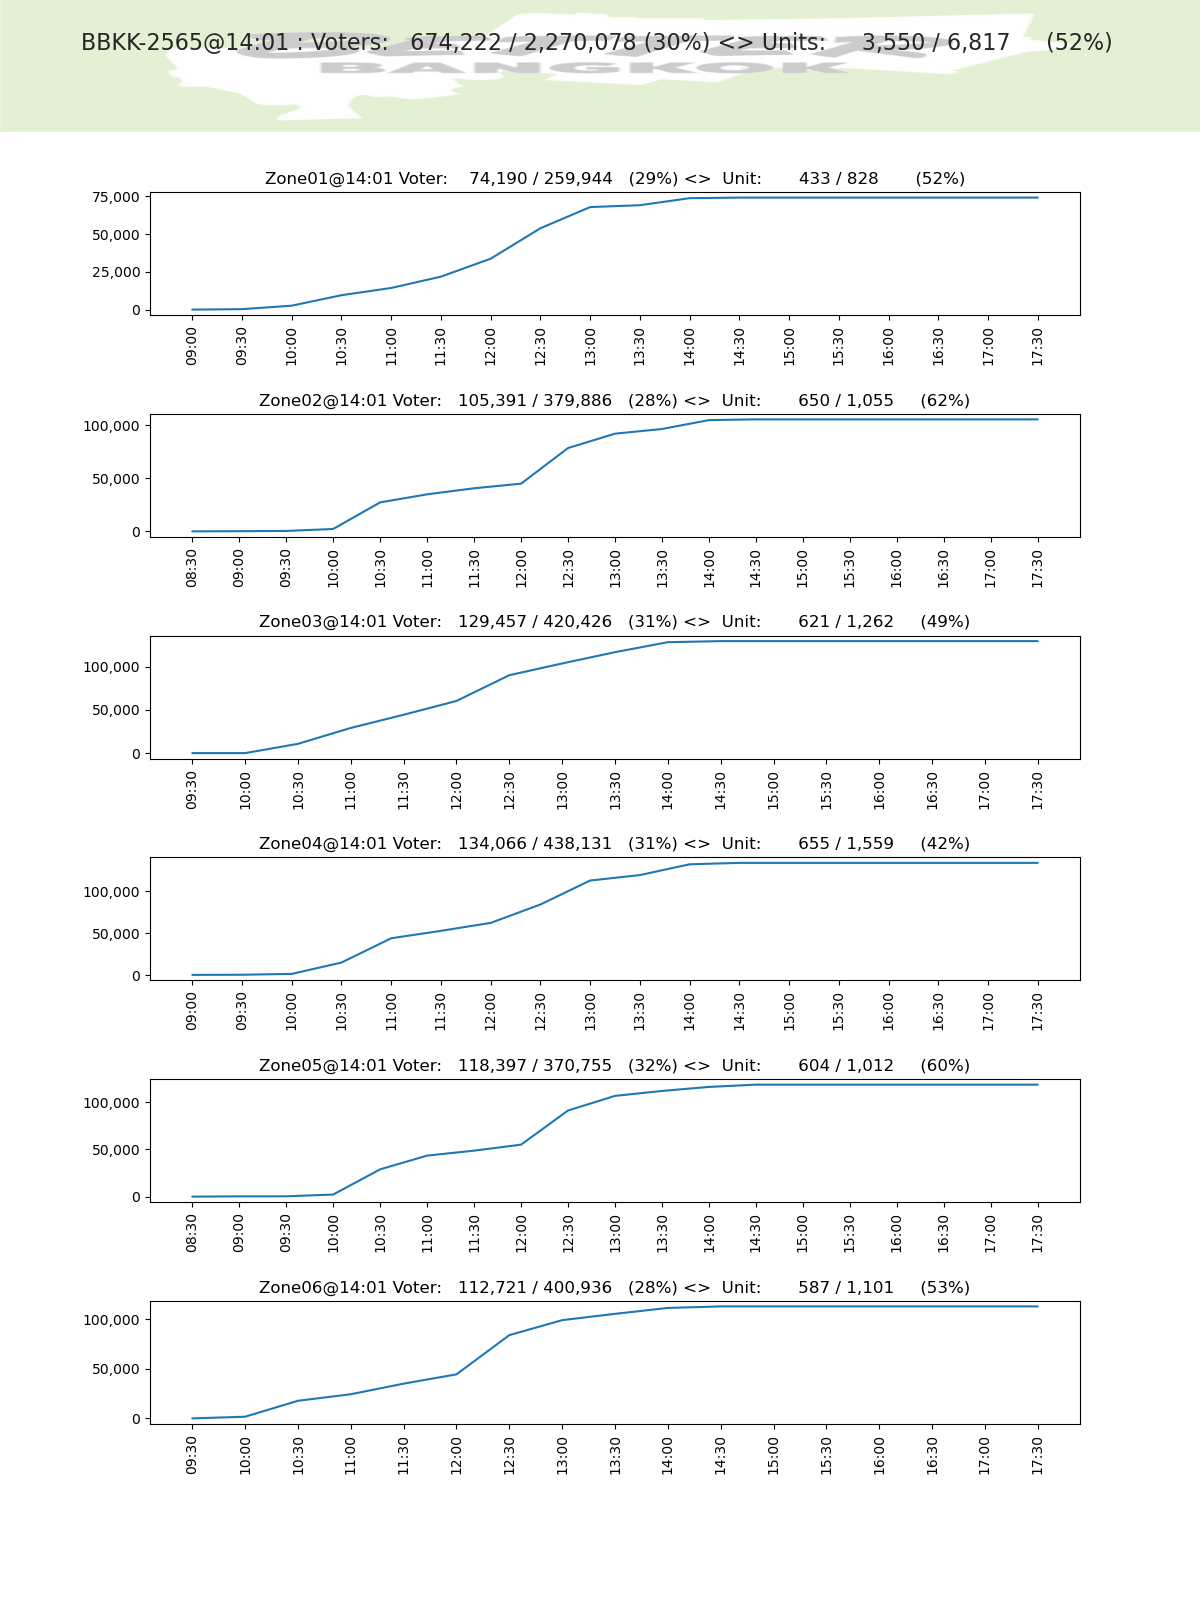 BBKK-2565@14:01 : Voters: 674,222 / 2,270,078 (30%) <> Units: 3,550 / 6,817 (52%)
BANGKOK
Zone01@14:01 Voter: 74,190 / 259,944 (29%) <> Unit: 433 / 828 (52%)
75,000
50,000
25,000
0
09:00 09:30 10:00 10:30 11:00 11:30 12:00 12:30 13:00 13:30 14:00 14:30 15:00 15:30 16:00 16:30 17:00 17:30
Zone02@14:01 Voter: 105,391 / 379,886 (28%) <> Unit: 650 / 1,055 (62%)
100,000
50,000
0
08:30 09:00 09:30 10:00 10:30 11:00 11:30 12:00 12:30 13:00 13:30 14:00 14:30 15:00 15:30 16:00 16:30 17:00 17:30
Zone03@14:01 Voter: 129,457 / 420,426 (31%) <> Unit: 621 / 1,262 (49%)
100,000
50,000
0
09:30 10:00 10:30 11:00 11:30 12:00 12:30 13:00 13:30 14:00 14:30 15:00 15:30 16:00 16:30 17:00 17:30
Zone04@14:01 Voter: 134,066 / 438,131 (31%) <> Unit: 655 / 1,559 (42%)
100,000
50,000
0
09:00 09:30 10:00 10:30 11:00 11:30 12:00 12:30 13:00 13:30 14:00 14:30 15:00 15:30 16:00 16:30 17:00 17:30
Zone05@14:01 Voter: 118,397 / 370,755 (32%) <> Unit: 604 / 1,012 (60%)
100,000
50,000
0
08:30 09:00 09:30 10:00 10:30 11:00 11:30 12:00 12:30 13:00 13:30 14:00 14:30 15:00 15:30 16:00 16:30 17:00 17:30
Zone06@14:01 Voter: 112,721 / 400,936 (28%) <> Unit: 587 / 1,101 (53%)
100,000
50,000
0
09:30 10:00 10:30 11:00 11:30 12:00 12:30 13:00 13:30 14:00 14:30 15:00 15:30 16:00 16:30 17:00 17:30